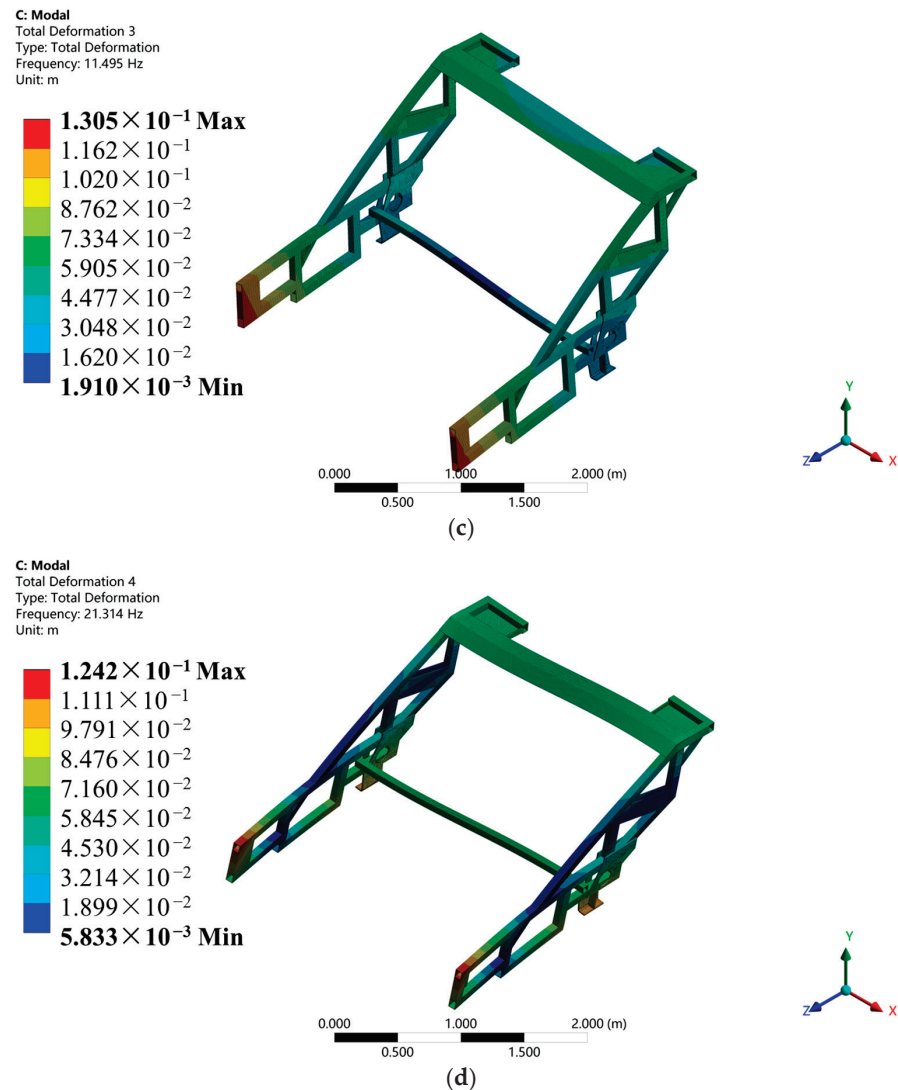 C: Modal
Total Deformation 3
Type: Total Deformation
Frequency: 11.495 Hz
Unit: m
1.305×10⁻¹ Max
1.162×10⁻¹
1.020×10⁻¹
8.762×10⁻²
7.334×10⁻²
5.905×10⁻²
4.477×10⁻²
3.048×10⁻²
1.620×10⁻²
1.910×10⁻³ Min
Y
Z
X
0.000 1.000 2.000 (m)
0.500 1.500
(c)
C: Modal
Total Deformation 4
Type: Total Deformation
Frequency: 21.314 Hz
Unit: m
1.242×10⁻¹ Max
1.111×10⁻¹
9.791×10⁻²
8.476×10⁻²
7.160×10⁻²
5.845×10⁻²
4.530×10⁻²
3.214×10⁻²
1.899×10⁻²
5.833×10⁻³ Min
Y
Z
X
0.000 1.000 2.000 (m)
0.500 1.500
(d)